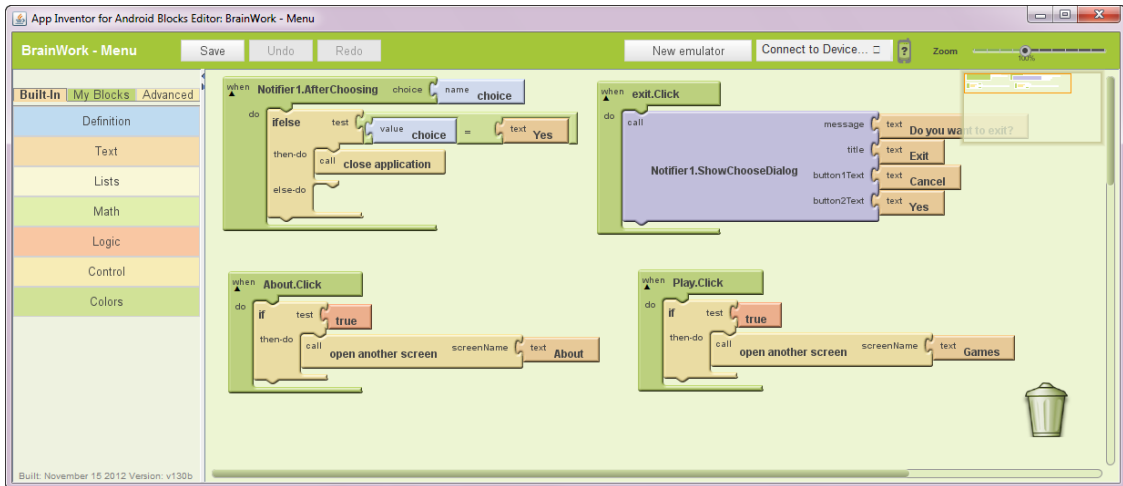 App Inventor for Android Blocks Editor: BrainWork - Menu
BrainWork - Menu Save Undo Redo New emulator Connect to Device... Zoom
100%
Built-In My Blocks Advanced
Definition
Text
Lists
Math
Logic
Control
Colors
Built: November 15 2012 Version: v130b
when Notifier1.AfterChoosing choice name choice
do ifelse test value choice = text Yes
then-do call close application
else-do
when exit.Click
do call message text Do you want to exit?
title text Exit
Notifier1.ShowChooseDialog button1Text text Cancel
button2Text text Yes
when About.Click
do if test true
then-do call open another screen screenName text About
when Play.Click
do if test true
then-do call open another screen screenName text Games